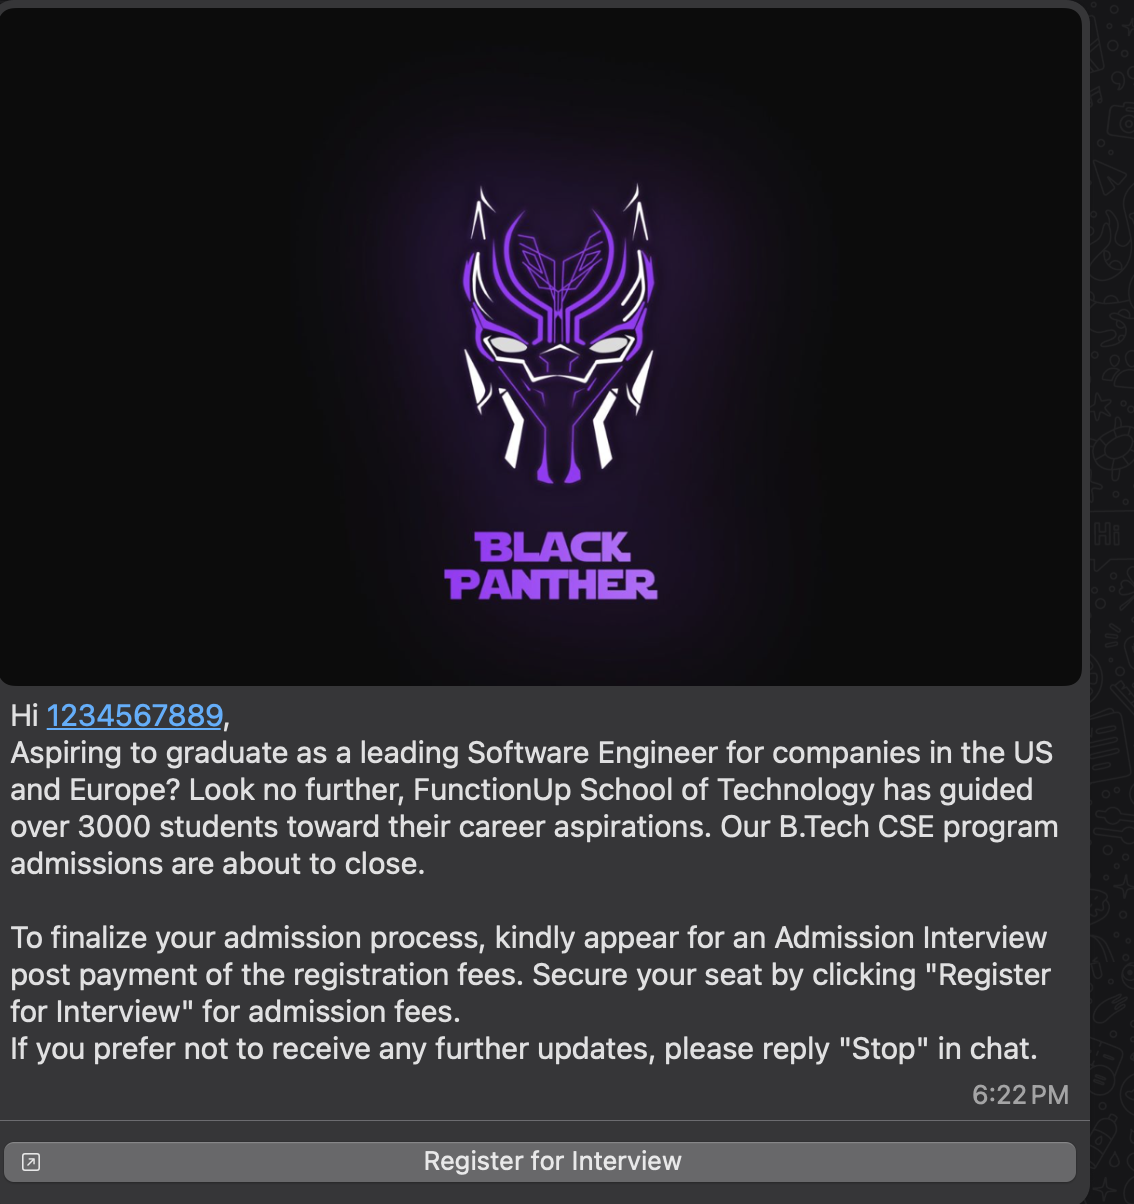 BLACK
PANTHER
Hi 1234567889,
Aspiring to graduate as a leading Software Engineer for companies in the US
and Europe? Look no further, FunctionUp School of Technology has guided
over 3000 students toward their career aspirations. Our B.Tech CSE program
admissions are about to close.
To finalize your admission process, kindly appear for an Admission Interview
post payment of the registration fees. Secure your seat by clicking "Register
for Interview" for admission fees.
If you prefer not to receive any further updates, please reply "Stop" in chat.
6:22 PM
Register for Interview
Hi